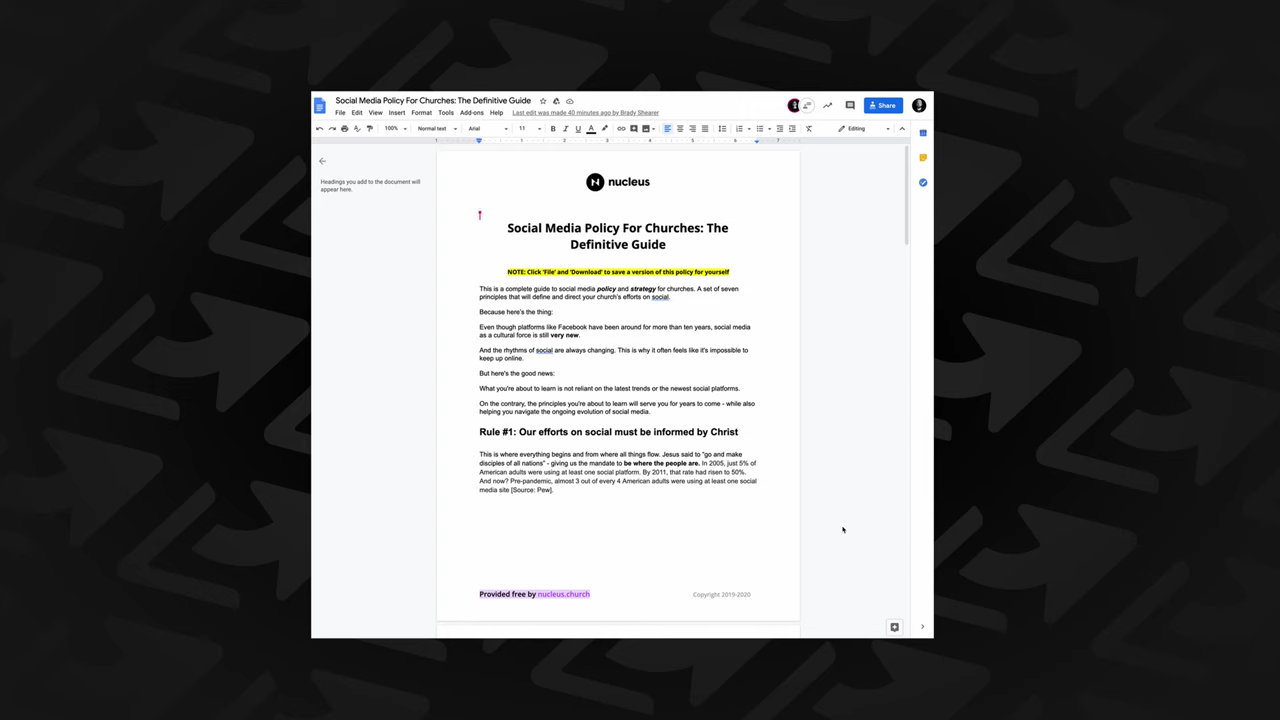 Social Media Policy For Churches: The Definitive Guide
Share
File Edit View Insert Format Tools Add-ons Help Last edit was made 40 minutes ago by Brady Shearer
100% Normal text Arial 11 B I U A Editing
1 1 2 3 4 5 6 7
Headings you add to the document will
appear here.
nucleus
Social Media Policy For Churches: The
Definitive Guide
NOTE: Click 'File' and 'Download' to save a version of this policy for yourself
This is a complete guide to social media policy and strategy for churches. A set of seven
principles that will define and direct your church's efforts on social.
Because here's the thing:
Even though platforms like Facebook have been around for more than ten years, social media
as a cultural force is still very new.
And the rhythms of social are always changing. This is why it often feels like it's impossible to
keep up online.
But here's the good news:
What you're about to learn is not reliant on the latest trends or the newest social platforms.
On the contrary, the principles you're about to learn will serve you for years to come - while also
helping you navigate the ongoing evolution of social media.
Rule #1: Our efforts on social must be informed by Christ
This is where everything begins and from where all things flow. Jesus said to "go and make
disciples of all nations" - giving us the mandate to be where the people are. In 2005, just 5% of
American adults were using at least one social platform. By 2011, that rate had risen to 50%.
And now? Pre-pandemic, almost 3 out of every 4 American adults were using at least one social
media site [Source: Pew].
Provided free by nucleus.church
Copyright 2019-2020